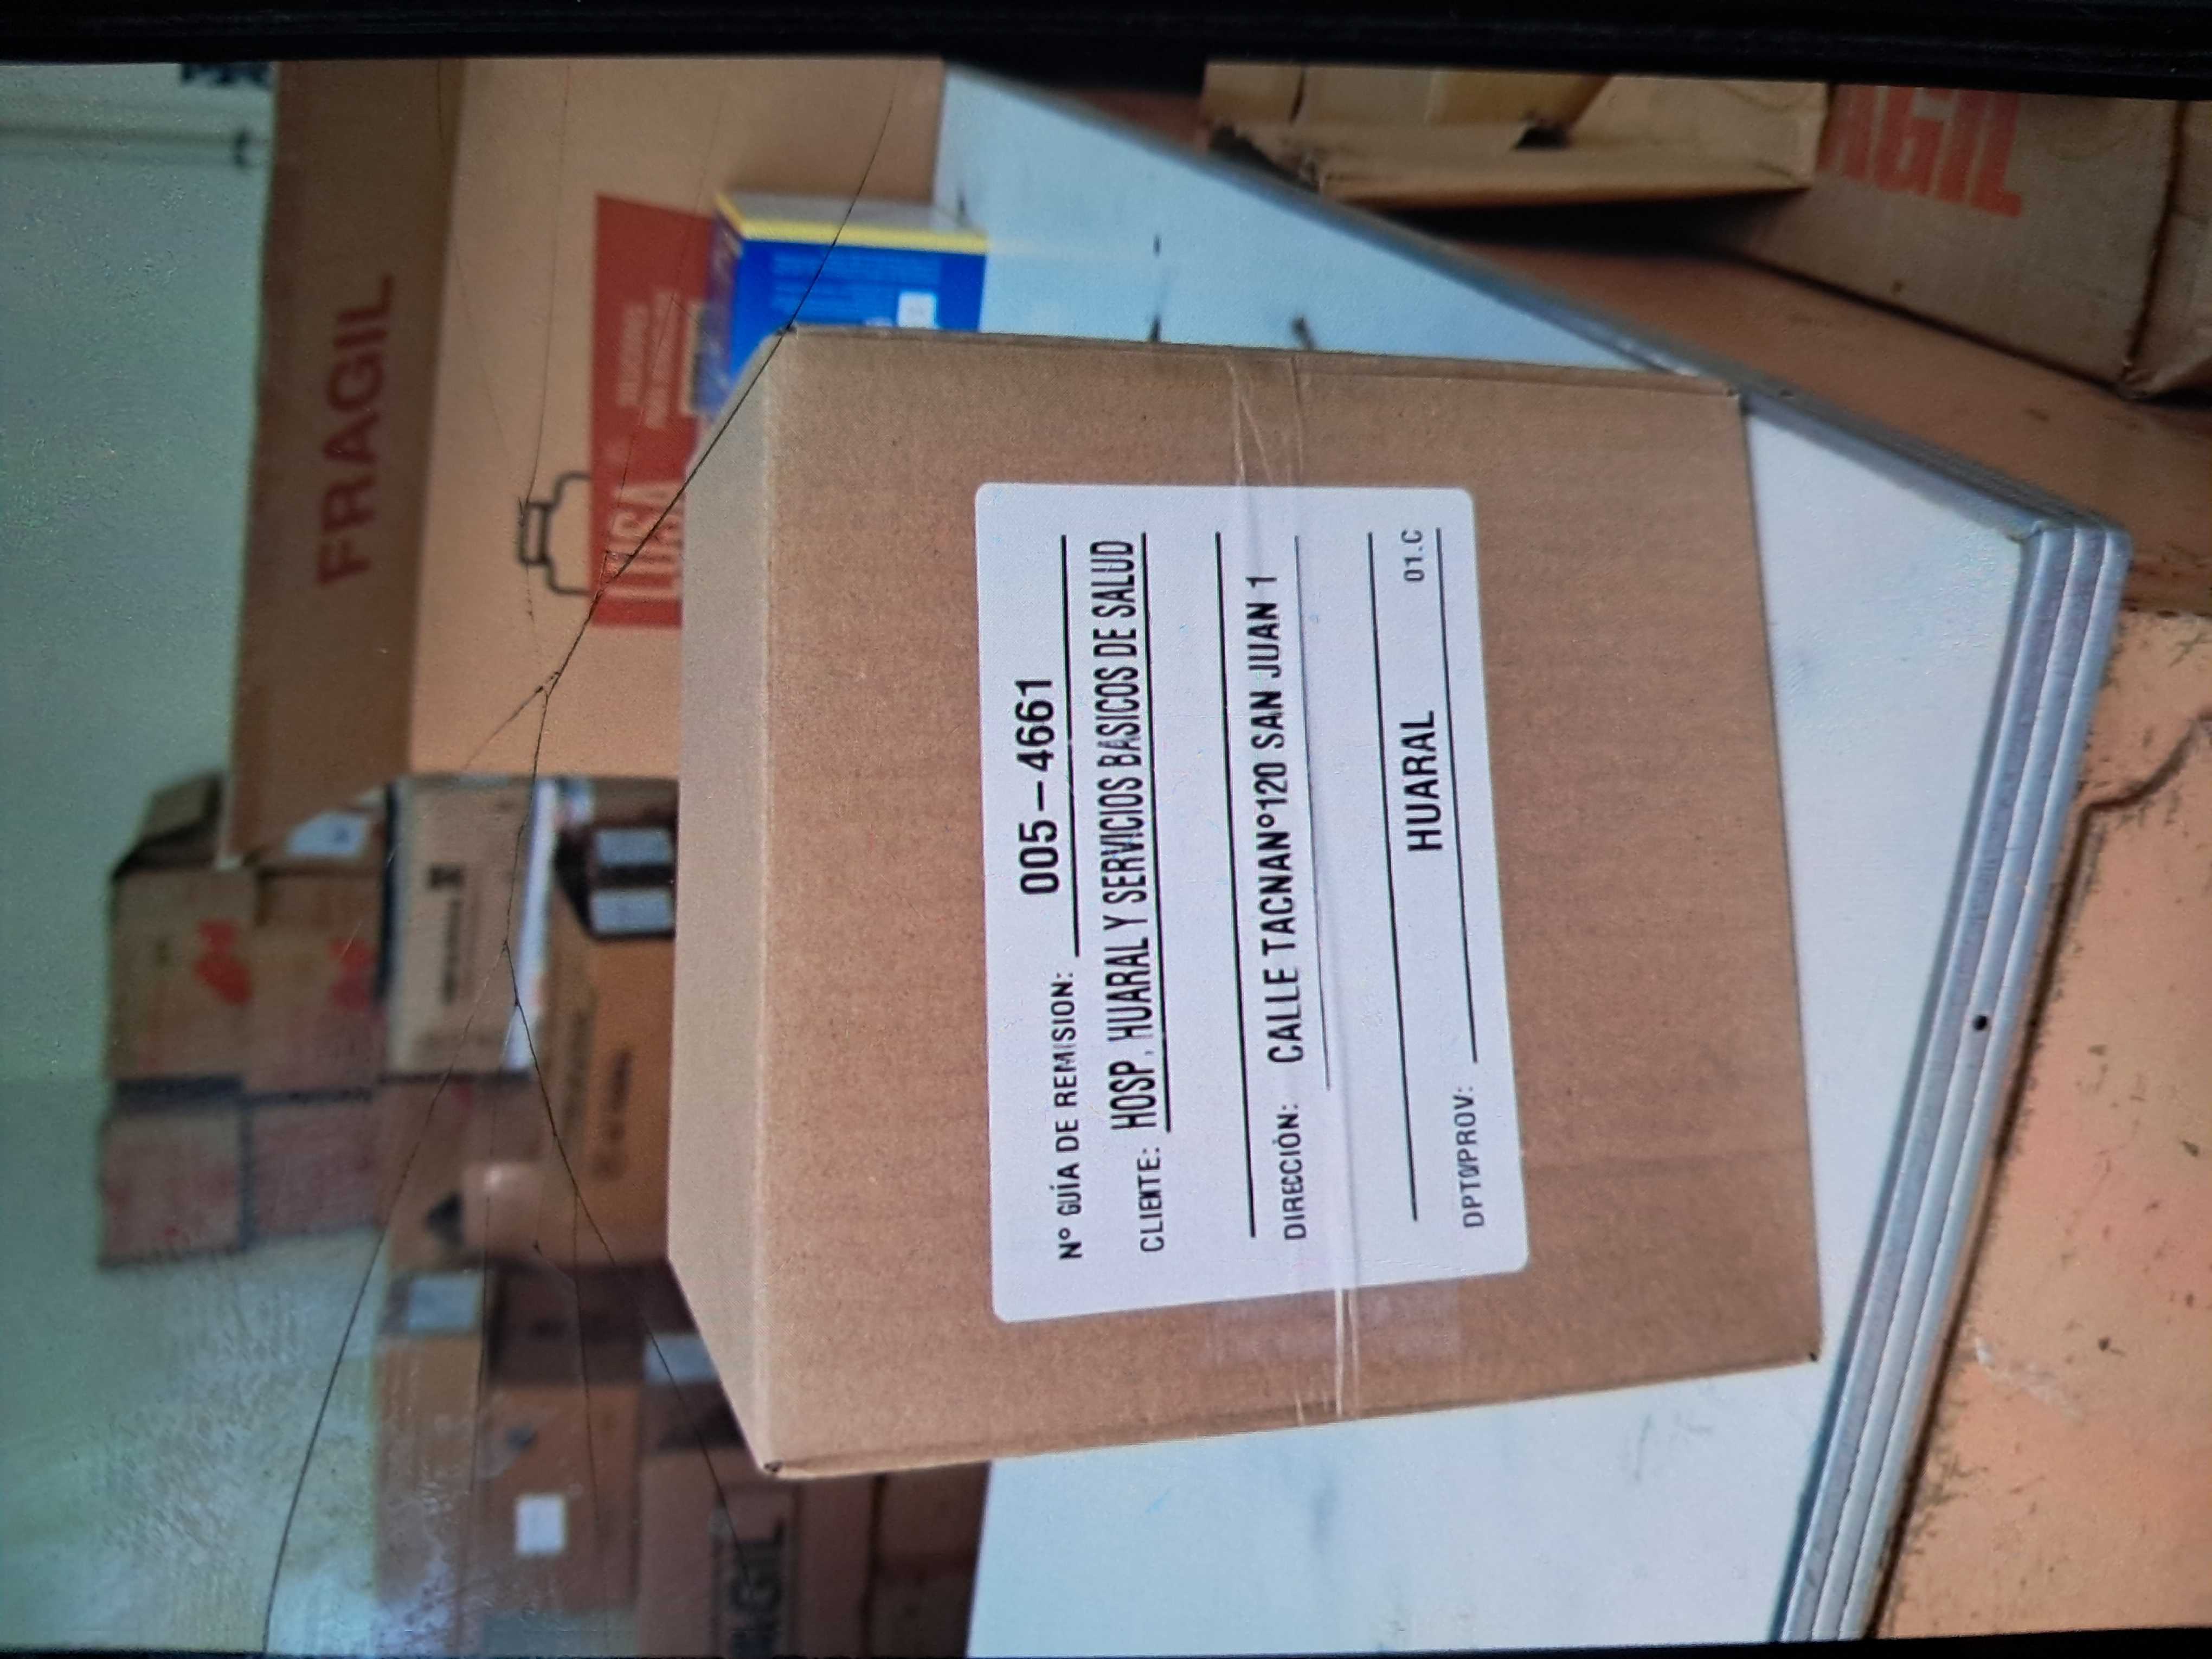 FRAGIL
N° GUÍA DE REMISION: 005-4661
CLIENTE: HOSP. HUARAL Y SERVICIOS BASICOS DE SALUD
DIRECCIÓN: CALLE TACNAN°120 SAN JUAN 1
HUARAL 01.C
DPTO/PROV:
AGIL